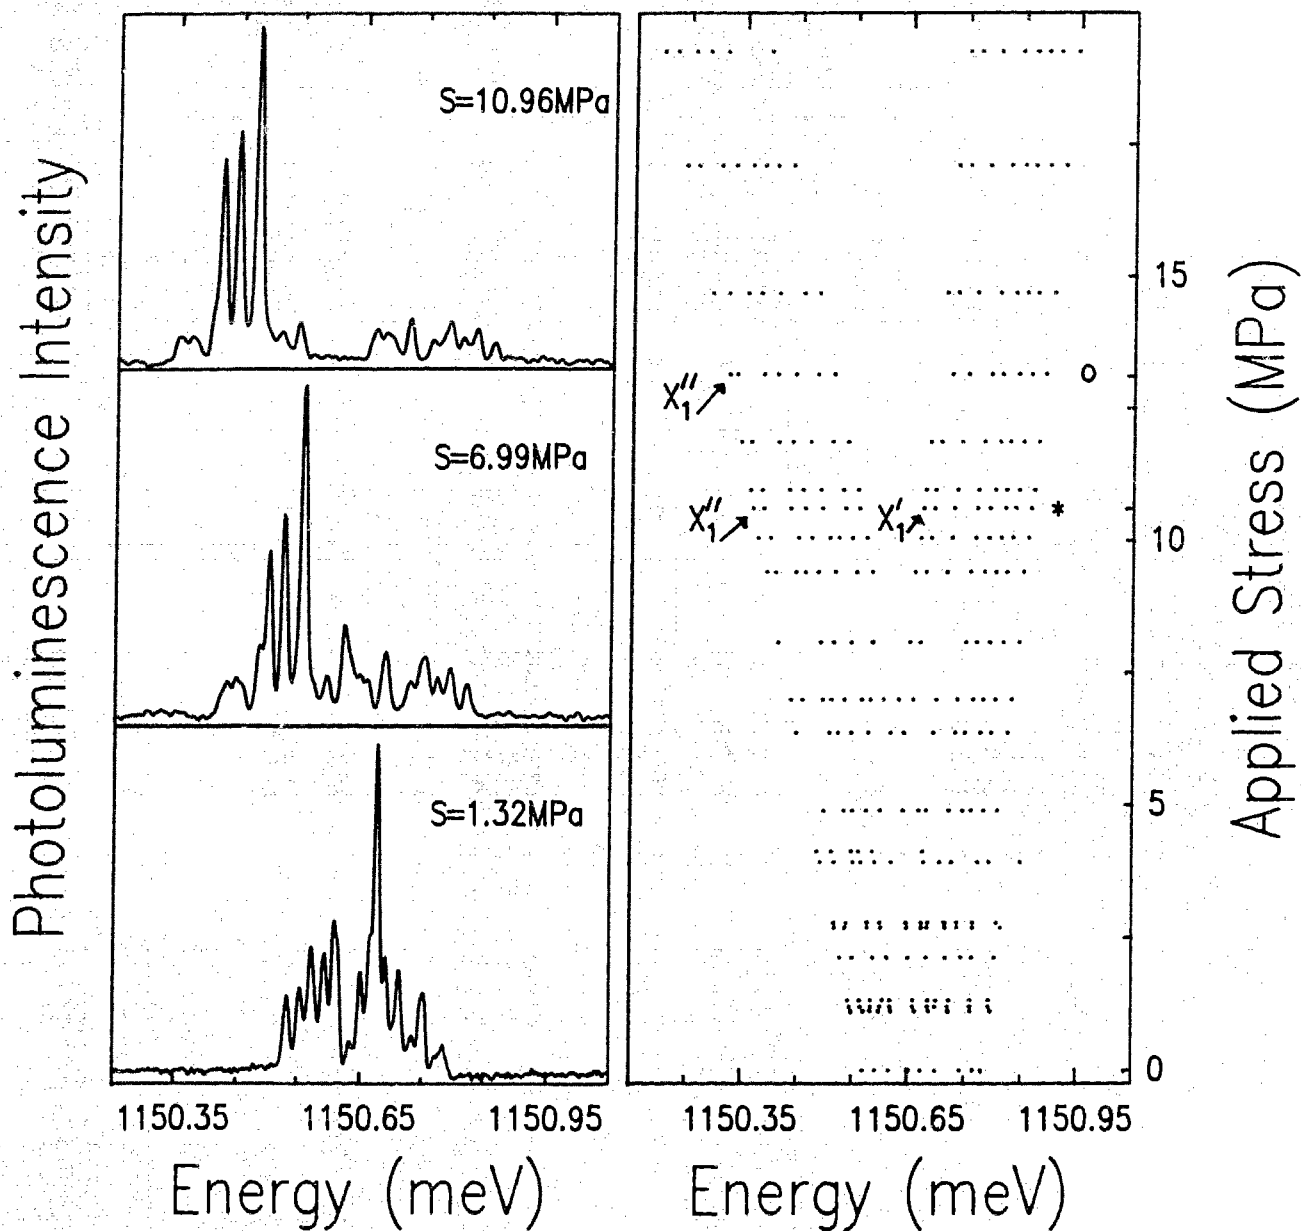 Photoluminescence Intensity
S=10.96MPa
S=6.99MPa
S=1.32MPa
1150.35 1150.65 1150.95
Energy (meV)
X₁″
X₁″
X₁′
o
*
1150.35 1150.65 1150.95
Energy (meV)
15
10
5
0
Applied Stress (MPa)